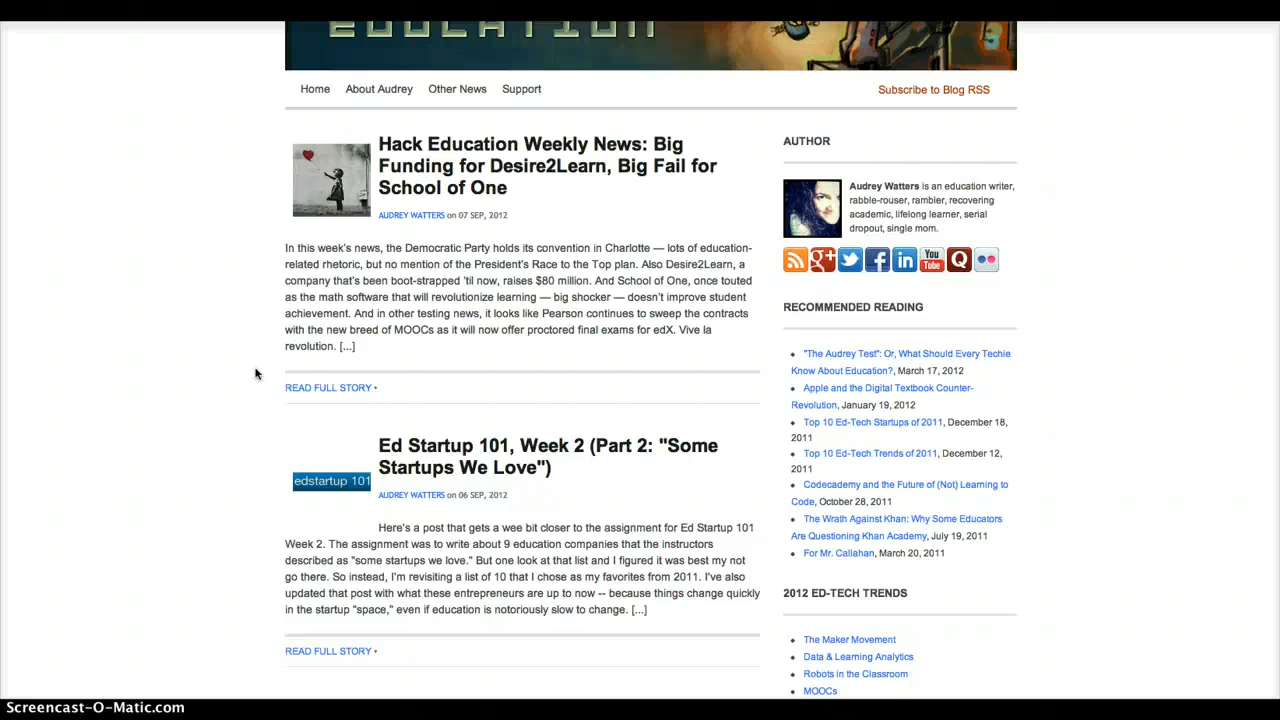 EDUCATION
Home About Audrey Other News Support
Subscribe to Blog RSS
Hack Education Weekly News: Big
Funding for Desire2Learn, Big Fail for
School of One
AUDREY WATTERS on 07 SEP, 2012
In this week's news, the Democratic Party holds its convention in Charlotte — lots of education-
related rhetoric, but no mention of the President's Race to the Top plan. Also Desire2Learn, a
company that's been boot-strapped 'til now, raises $80 million. And School of One, once touted
as the math software that will revolutionize learning — big shocker — doesn't improve student
achievement. And in other testing news, it looks like Pearson continues to sweep the contracts
with the new breed of MOOCs as it will now offer proctored final exams for edX. Vive la
revolution. [...]
READ FULL STORY •
Ed Startup 101, Week 2 (Part 2: "Some
Startups We Love")
edstartup 101
AUDREY WATTERS on 06 SEP, 2012
Here's a post that gets a wee bit closer to the assignment for Ed Startup 101
Week 2. The assignment was to write about 9 education companies that the instructors
described as "some startups we love." But one look at that list and I figured it was best my not
go there. So instead, I'm revisiting a list of 10 that I chose as my favorites from 2011. I've also
updated that post with what these entrepreneurs are up to now -- because things change quickly
in the startup "space," even if education is notoriously slow to change. [...]
READ FULL STORY •
AUTHOR
Audrey Watters is an education writer,
rabble-rouser, rambler, recovering
academic, lifelong learner, serial
dropout, single mom.
You
Tube
RECOMMENDED READING
• "The Audrey Test": Or, What Should Every Techie
Know About Education?, March 17, 2012
• Apple and the Digital Textbook Counter-
Revolution, January 19, 2012
• Top 10 Ed-Tech Startups of 2011, December 18,
2011
• Top 10 Ed-Tech Trends of 2011, December 12,
2011
• Codecademy and the Future of (Not) Learning to
Code, October 28, 2011
• The Wrath Against Khan: Why Some Educators
Are Questioning Khan Academy, July 19, 2011
• For Mr. Callahan, March 20, 2011
2012 ED-TECH TRENDS
• The Maker Movement
• Data & Learning Analytics
• Robots in the Classroom
• MOOCs
Screencast-O-Matic.com